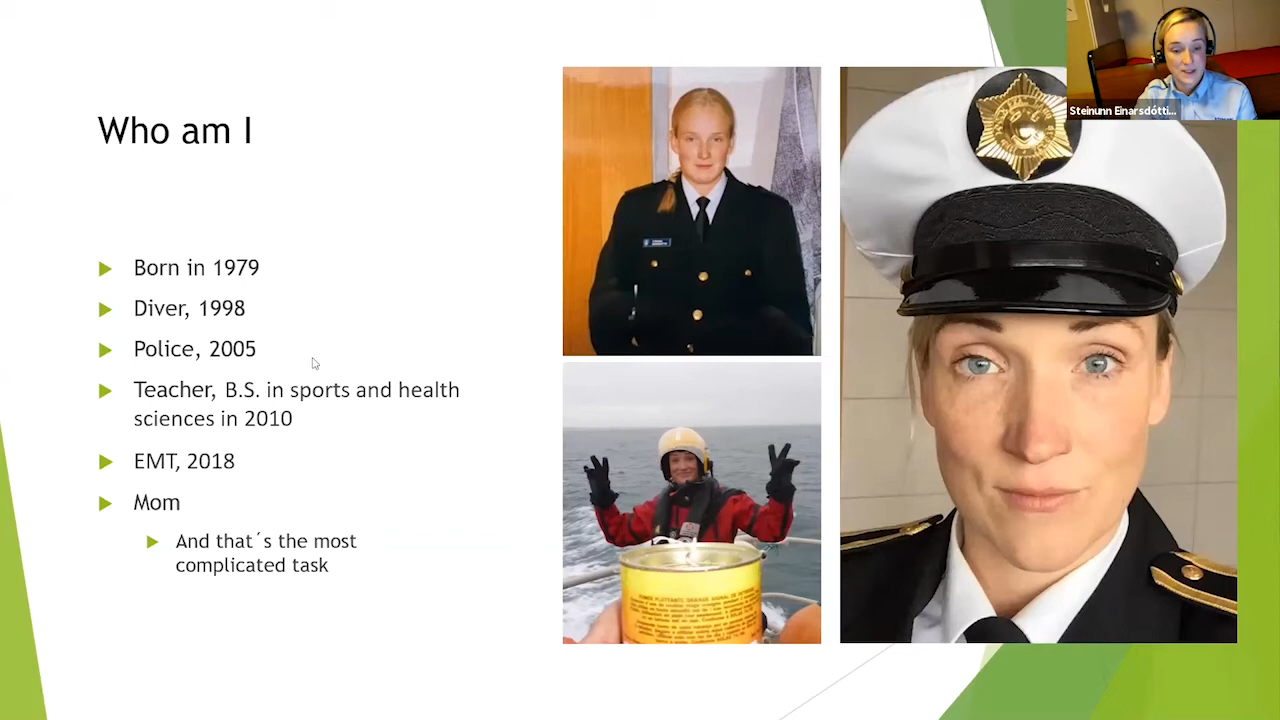 Who am I
Born in 1979
Diver, 1998
Police, 2005
Teacher, B.S. in sports and health
sciences in 2010
EMT, 2018
Mom
And that´s the most
complicated task
Steinunn Einarsdótti...